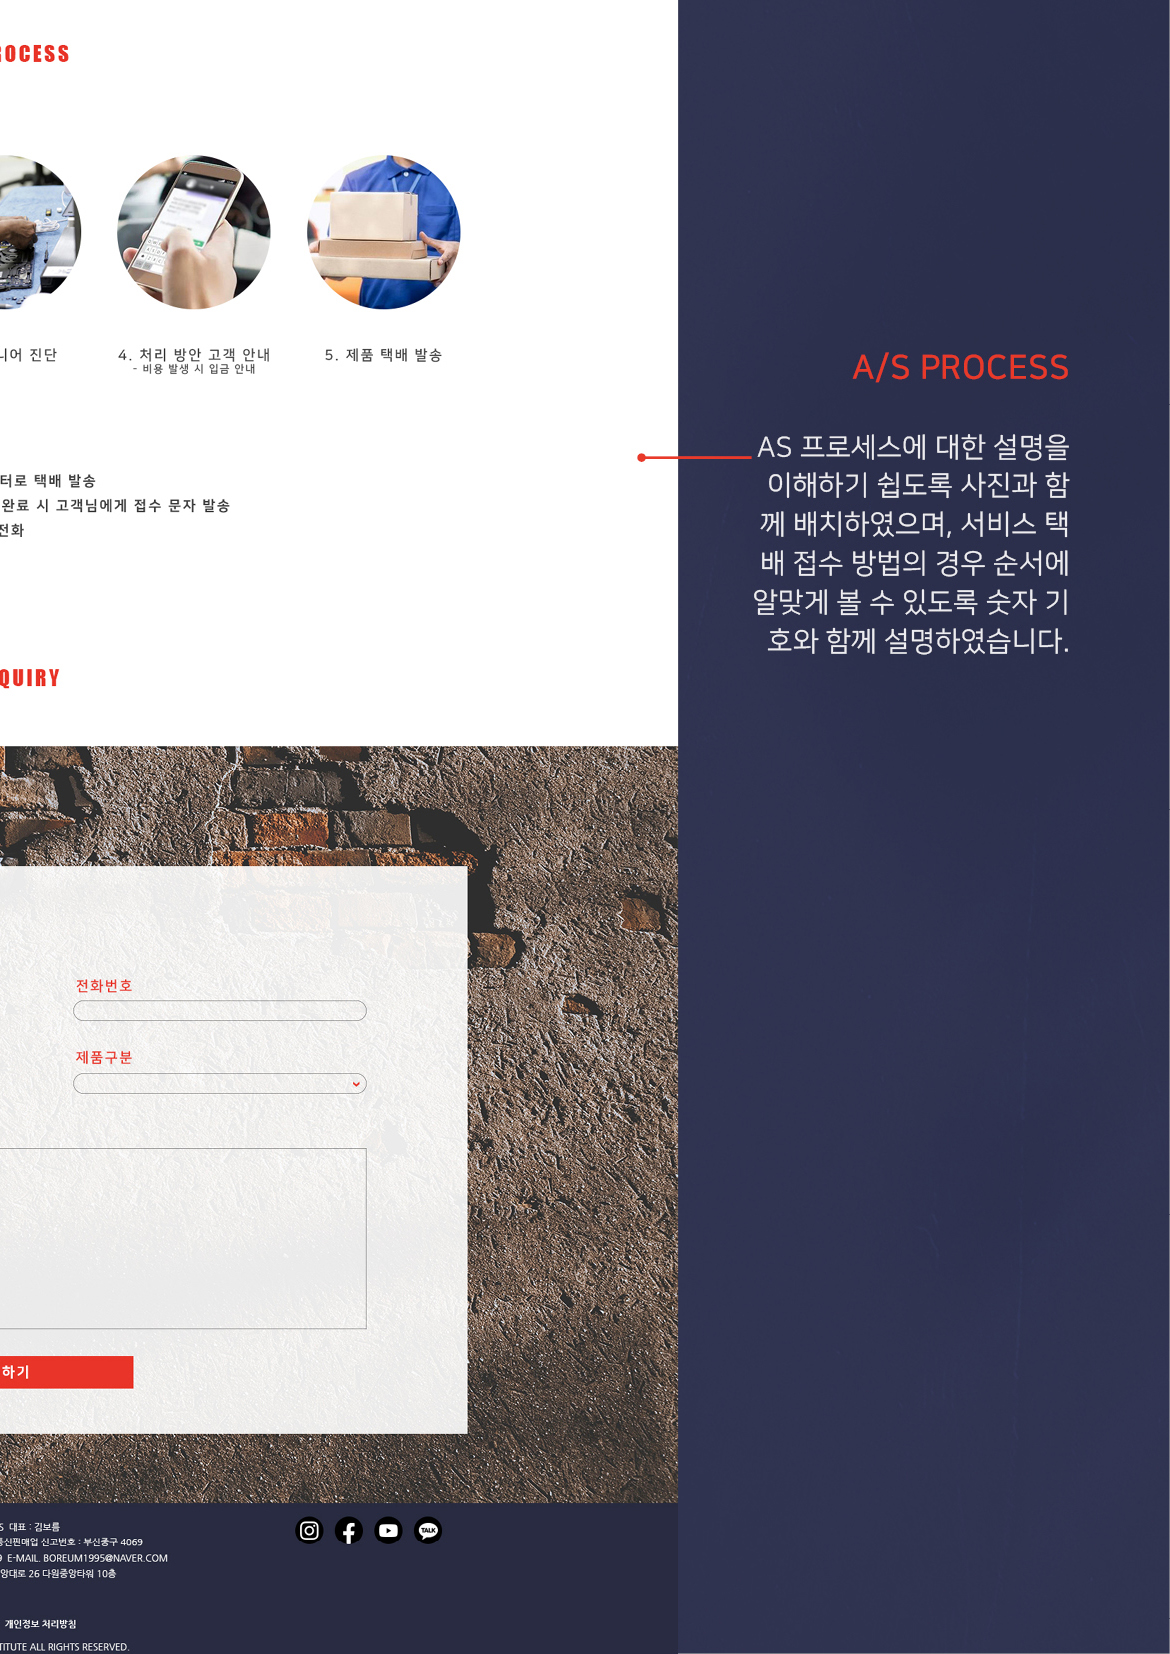 ROCESS
니어 진단
4. 처리 방안 고객 안내
- 비용 발생 시 입금 안내
5. 제품 택배 발송
터로 택배 발송
완료 시 고객님에게 접수 문자 발송
전화
A/S PROCESS
AS 프로세스에 대한 설명을
이해하기 쉽도록 사진과 함
께 배치하였으며, 서비스 택
배 접수 방법의 경우 순서에
알맞게 볼 수 있도록 숫자 기
호와 함께 설명하였습니다.
QUIRY
전화번호
제품구분
하기
S 대표 : 김보름
통신판매업 신고번호 : 부신중구 4069
9 E-MAIL. BOREUM1995@NAVER.COM
앙대로 26 다원중앙타워 10층
TALK
개인정보 처리방침
TITUTE ALL RIGHTS RESERVED.